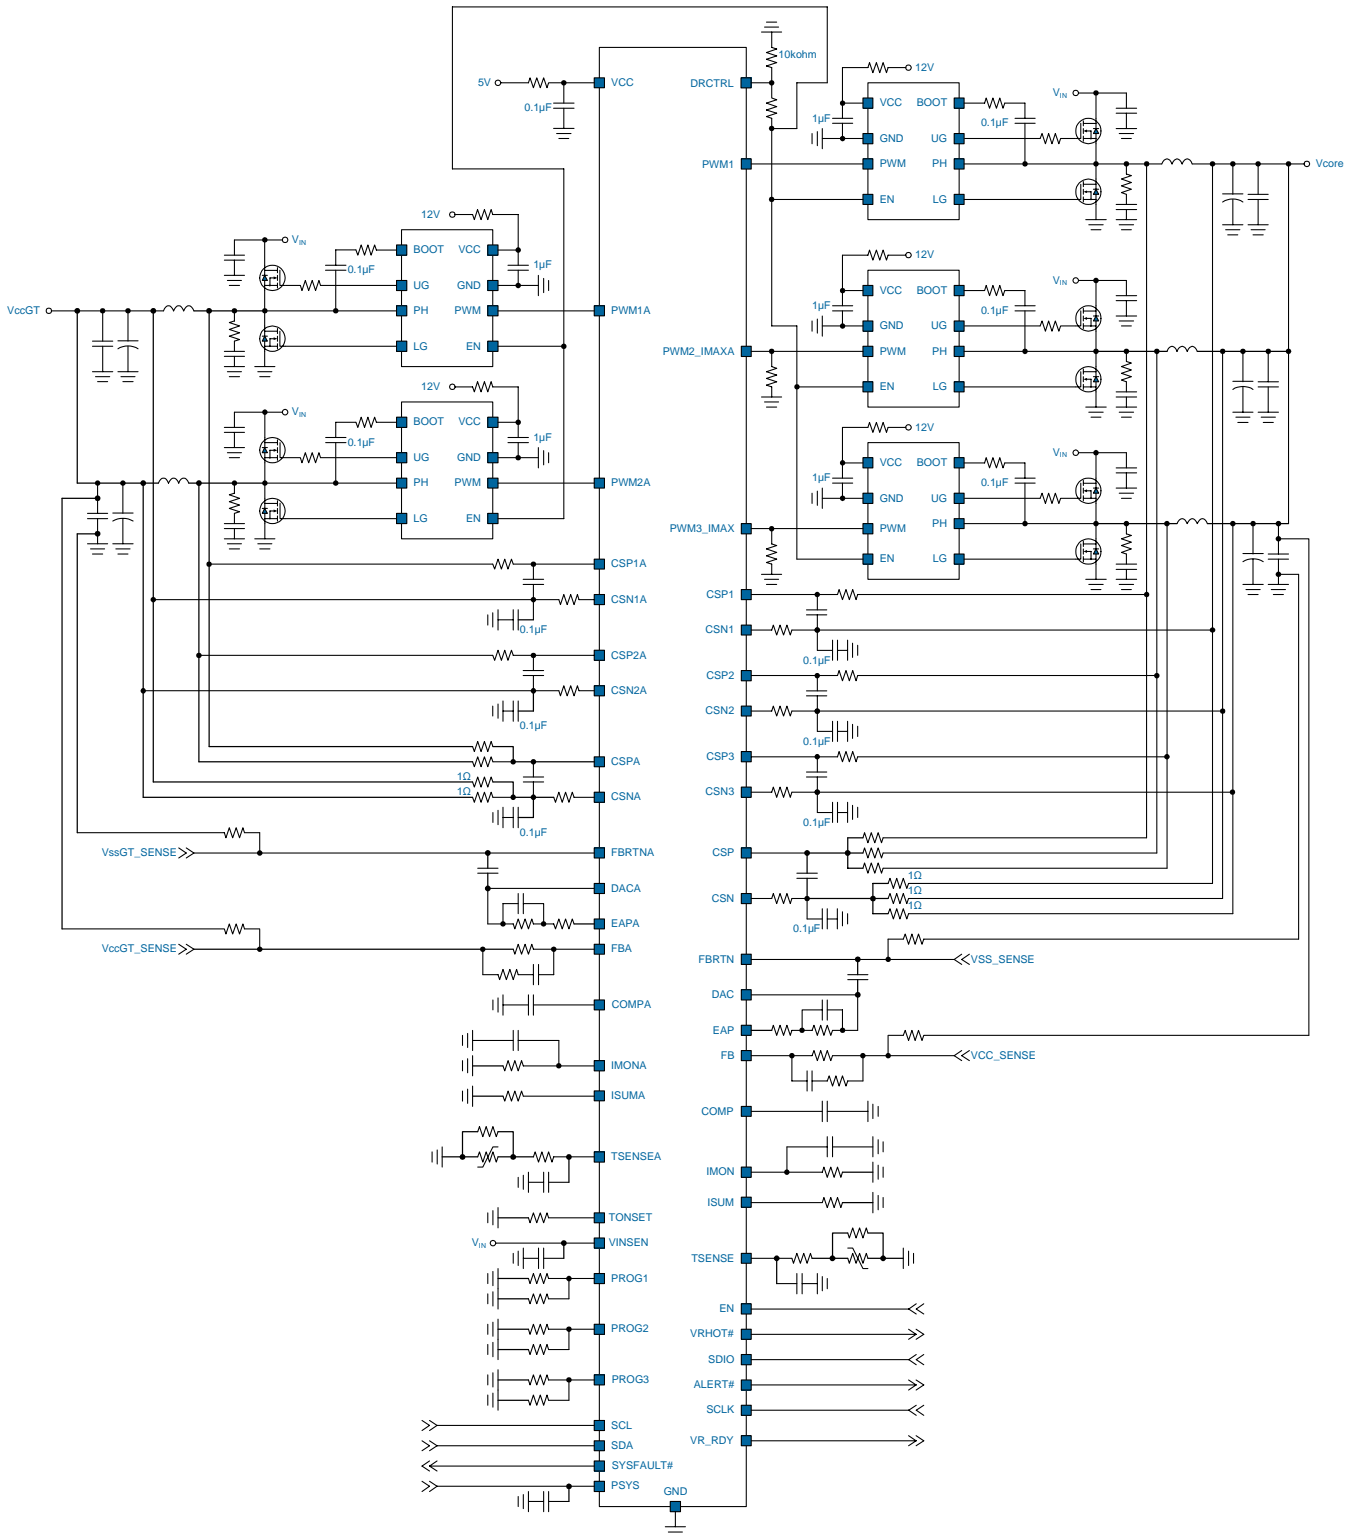 10kohm
5V
VCC
0.1µF
DRCTRL
12V
VCC
BOOT
1µF
0.1µF
GND
UG
PWM
PH
EN
LG
VIN
PWM1
Vcore
12V
VIN
BOOT
VCC
0.1µF
1µF
UG
GND
PH
PWM
LG
EN
VccGT
PWM1A
12V
VCC
BOOT
1µF
0.1µF
GND
UG
PWM
PH
EN
LG
VIN
PWM2_IMAXA
12V
VIN
BOOT
VCC
0.1µF
1µF
UG
GND
PH
PWM
LG
EN
PWM2A
12V
VCC
BOOT
1µF
0.1µF
GND
UG
PWM
PH
EN
LG
VIN
PWM3_IMAX
CSP1A
CSN1A
0.1µF
CSP2A
CSN2A
0.1µF
CSPA
1Ω
1Ω
CSNA
0.1µF
VssGT_SENSE
FBRTNA
DACA
EAPA
VccGT_SENSE
FBA
COMPA
IMONA
ISUMA
TSENSEA
TONSET
VIN
VINSEN
PROG1
PROG2
PROG3
SCL
SDA
SYSFAULT#
PSYS
CSP1
CSN1
0.1µF
CSP2
CSN2
0.1µF
CSP3
CSN3
0.1µF
CSP
1Ω
CSN
1Ω
1Ω
0.1µF
FBRTN
VSS_SENSE
DAC
EAP
FB
VCC_SENSE
COMP
IMON
ISUM
TSENSE
EN
VRHOT#
SDIO
ALERT#
SCLK
VR_RDY
GND